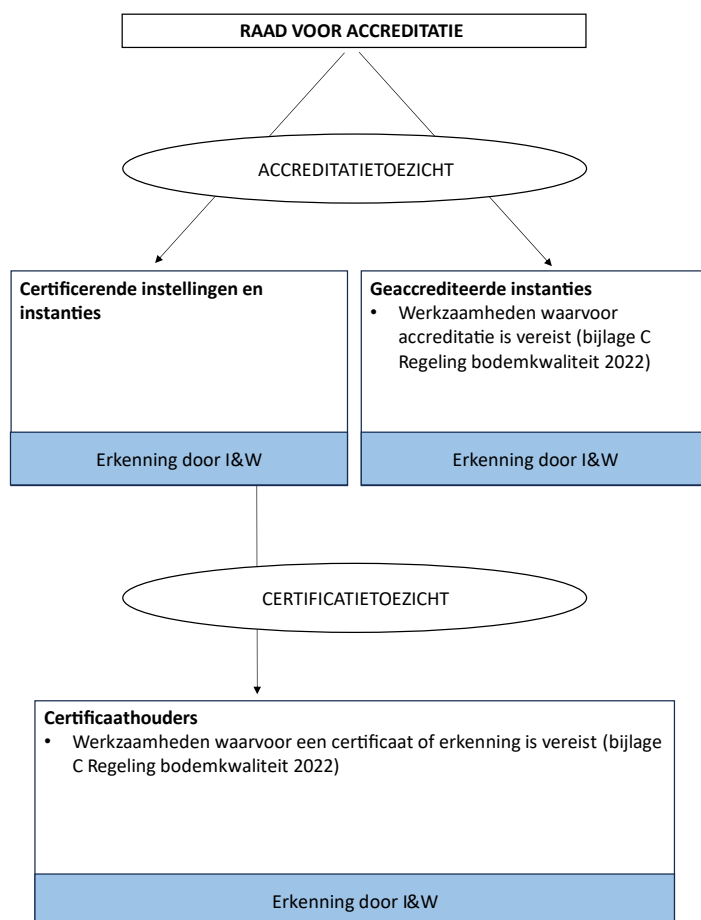 RAAD VOOR ACCREDITATIE
ACCREDITATIETOEZICHT
Certificerende instellingen en
instanties
Erkenning door I&W
Geaccrediteerde instanties
• Werkzaamheden waarvoor
accreditatie is vereist (bijlage C
Regeling bodemkwaliteit 2022)
Erkenning door I&W
CERTIFICATIETOEZICHT
Certificaathouders
• Werkzaamheden waarvoor een certificaat of erkenning is vereist (bijlage
C Regeling bodemkwaliteit 2022)
Erkenning door I&W